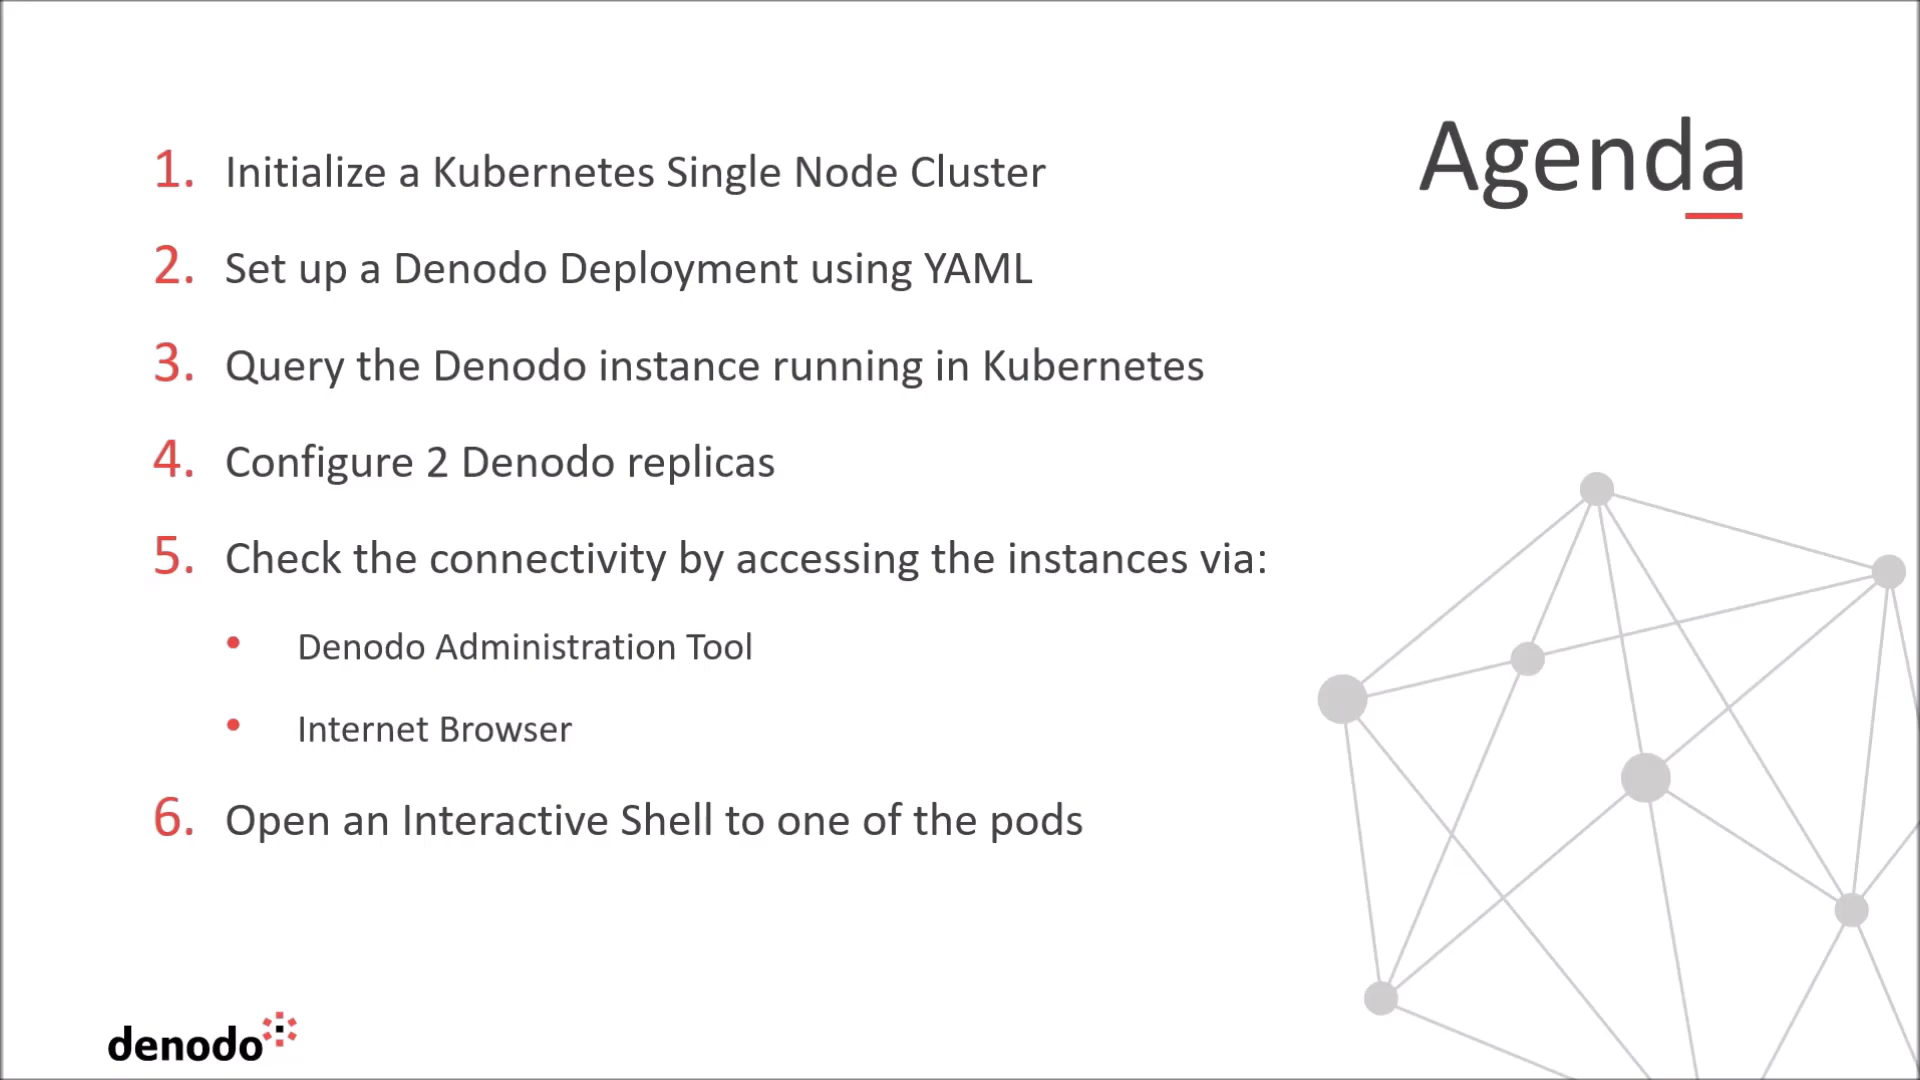 Agenda
1. Initialize a Kubernetes Single Node Cluster
2. Set up a Denodo Deployment using YAML
3. Query the Denodo instance running in Kubernetes
4. Configure 2 Denodo replicas
5. Check the connectivity by accessing the instances via:
• Denodo Administration Tool
• Internet Browser
6. Open an Interactive Shell to one of the pods
denodo